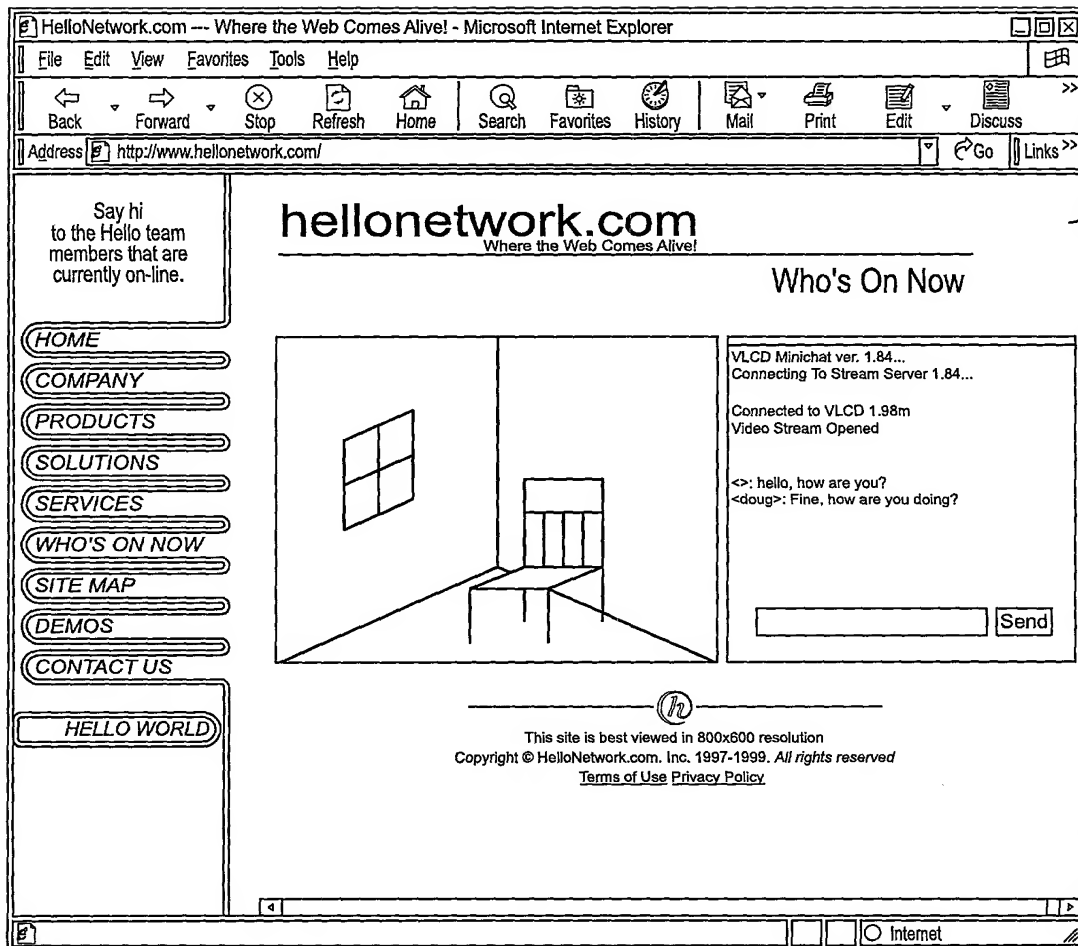 HelloNetwork.com --- Where the Web Comes Alive! - Microsoft Internet Explorer
File Edit View Favorites Tools Help
Back Forward Stop Refresh Home Search Favorites History Mail Print Edit Discuss >>
Address http://www.hellonetwork.com/ Go Links >>
Say hi
to the Hello team
members that are
currently on-line.
hellonetwork.com
Where the Web Comes Alive!
Who's On Now
HOME
COMPANY
PRODUCTS
SOLUTIONS
SERVICES
WHO'S ON NOW
SITE MAP
DEMOS
CONTACT US
HELLO WORLD
VLCD Minichat ver. 1.84...
Connecting To Stream Server 1.84...
Connected to VLCD 1.98m
Video Stream Opened
<>: hello, how are you?
<doug>: Fine, how are you doing?
Send
h
This site is best viewed in 800x600 resolution
Copyright © HelloNetwork.com. Inc. 1997-1999. All rights reserved
Terms of Use Privacy Policy
Internet